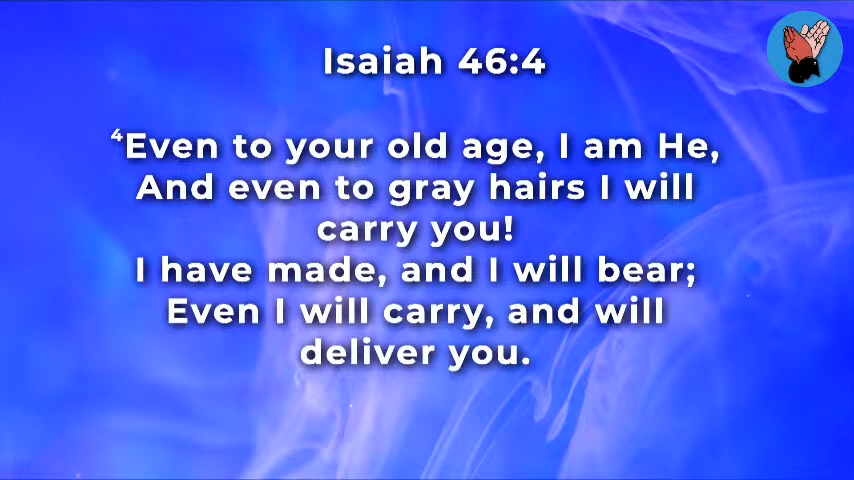 Isaiah 46:4
⁴Even to your old age, I am He,
And even to gray hairs I will
carry you!
I have made, and I will bear;
Even I will carry, and will
deliver you.